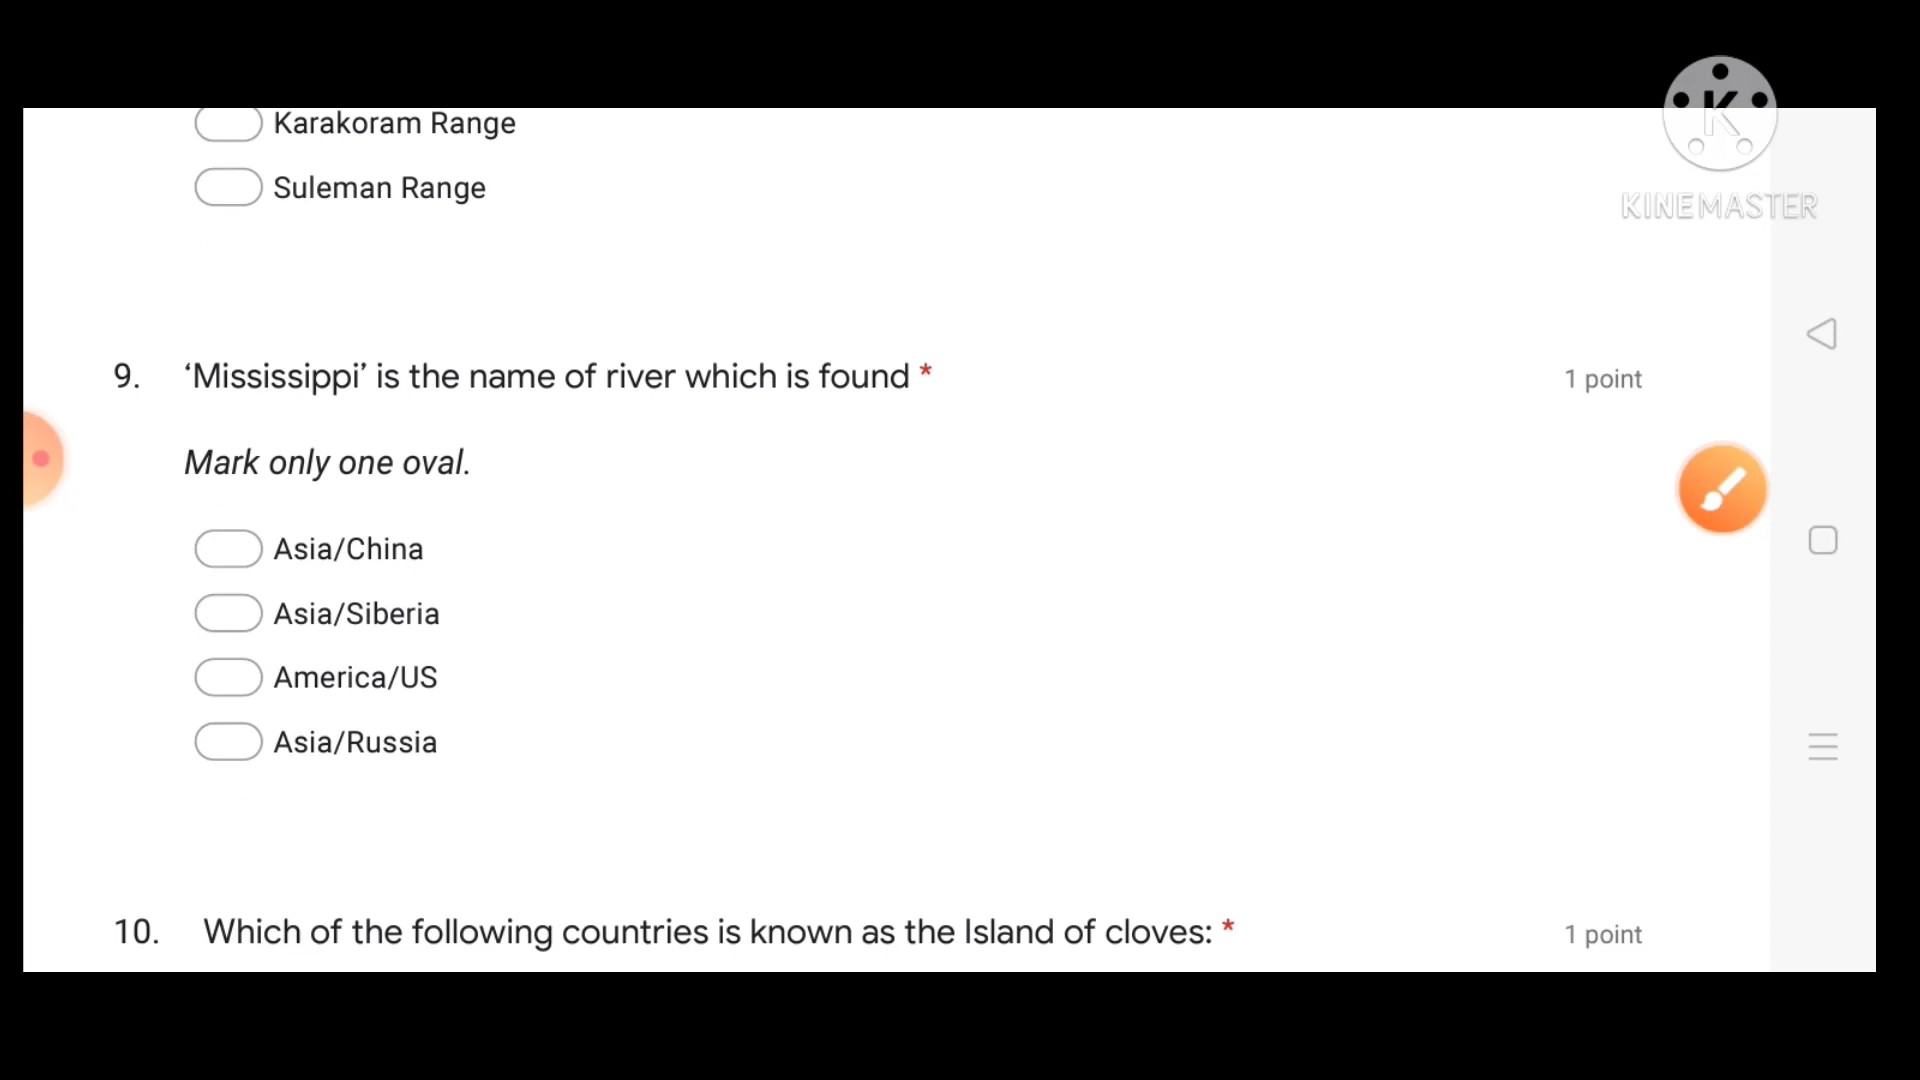 Karakoram Range
Suleman Range
K
KINEMASTER
9. ‘Mississippi’ is the name of river which is found * 1 point
Mark only one oval.
Asia/China
Asia/Siberia
America/US
Asia/Russia
10. Which of the following countries is known as the Island of cloves: * 1 point